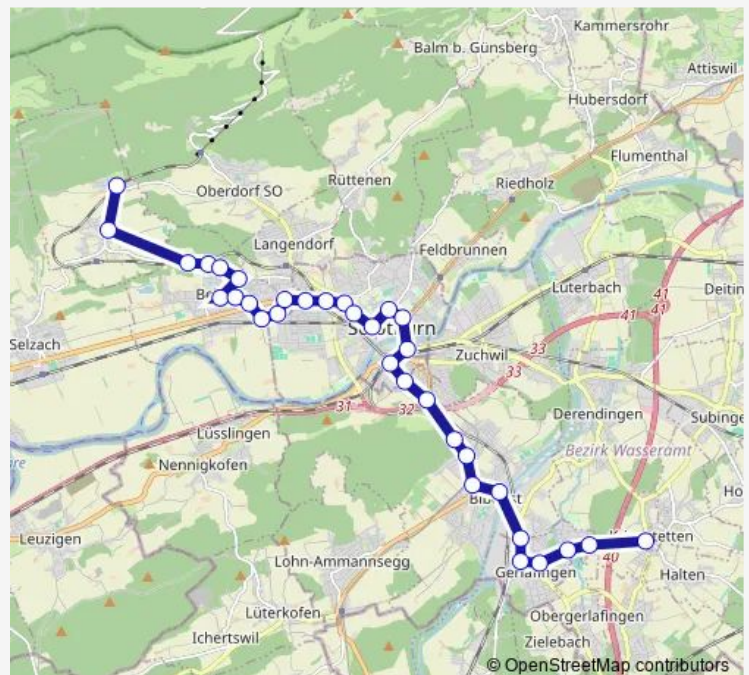 Kammersrohr
Balm b. Günsberg
Attiswil
Hubersdorf
Flumenthal
Rüttenen
Riedholz
Oberdorf SO
Langendorf
Feldbrunnen
Luterbach
41
41
41
Deitin
Selzach
Zuchwil
33
33
31
32
Derendingen
Subinge
Lüsslingen
Bezirk Wasseramt
Nennigkofen
Leuzigen
40
Lohn-Ammannsegg
Gerlafingen
Halten
Lüterkofen
Obergerlafingen
Ichertswil
Zielebach
© OpenStreetMap contributors